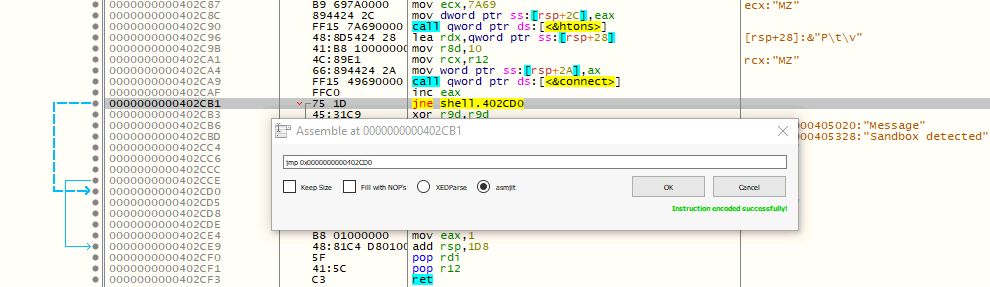 0000000000402C87 B9 697A0000 mov ecx,7A69 ecx:"MZ"
0000000000402C8C 894424 2C mov dword ptr ss:[rsp+2C],eax
0000000000402C90 FF15 7A690000 call qword ptr ds:[<&htons>]
0000000000402C96 48:8D5424 28 lea rdx,qword ptr ss:[rsp+28] [rsp+28]:&"P\t\v"
0000000000402C9B 41:B8 10000000 mov r8d,10
0000000000402CA1 4C:89E1 mov rcx,r12 rcx:"MZ"
0000000000402CA4 66:894424 2A mov word ptr ss:[rsp+2A],ax
0000000000402CA9 FF15 49690000 call qword ptr ds:[<&connect>]
0000000000402CAF FFC0 inc eax
0000000000402CB1 75 1D jne shell.402CD0
45:31C9 xor r9d,r9d
0000000000402CB6 00405020:"Message"
0000000000402CBD 00405328:"Sandbox detected"
0000000000402CC4
0000000000402CC6
0000000000402CCC
0000000000402CCE
0000000000402CD0
0000000000402CD5
0000000000402CD8
0000000000402CDE
Assemble at 0000000000402CB1
jmp 0x0000000000402CD0
Keep Size Fill with NOP's XEDParse asmjit OK Cancel
Instruction encoded successfully!
0000000000402CE4 B8 01000000 mov eax,1
0000000000402CE9 48:81C4 D80100 add rsp,1D8
0000000000402CF0 5F pop rdi
0000000000402CF1 41:5C pop r12
0000000000402CF3 C3 ret